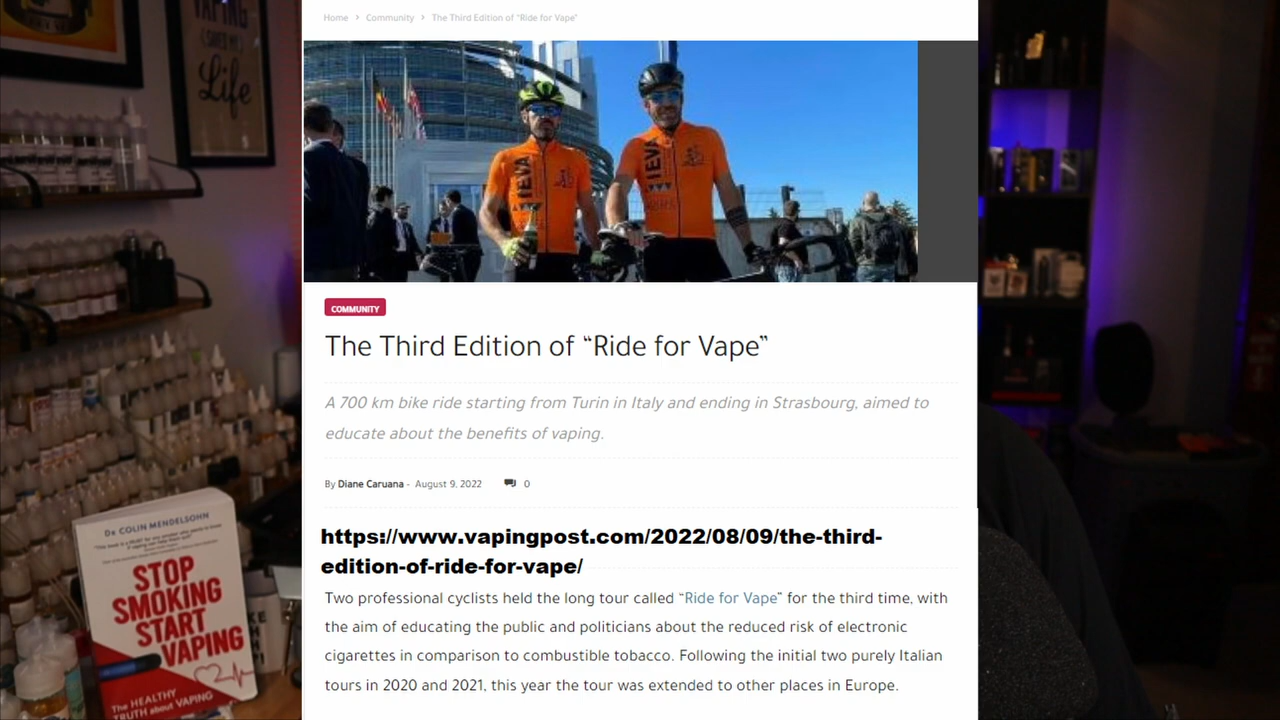 Home › Community › The Third Edition of “Ride for Vape”
VAPING
(SAVED MY)
Life
IEVA
IEVA
COMMUNITY
The Third Edition of “Ride for Vape”
A 700 km bike ride starting from Turin in Italy and ending in Strasbourg, aimed to
educate about the benefits of vaping.
By Diane Caruana - August 9, 2022 0
https://www.vapingpost.com/2022/08/09/the-third-
edition-of-ride-for-vape/
Two professional cyclists held the long tour called “Ride for Vape” for the third time, with
the aim of educating the public and politicians about the reduced risk of electronic
cigarettes in comparison to combustible tobacco. Following the initial two purely Italian
tours in 2020 and 2021, this year the tour was extended to other places in Europe.
Dr COLIN MENDELSOHN
STOP
SMOKING
START
VAPING
The HEALTHY
TRUTH about VAPING